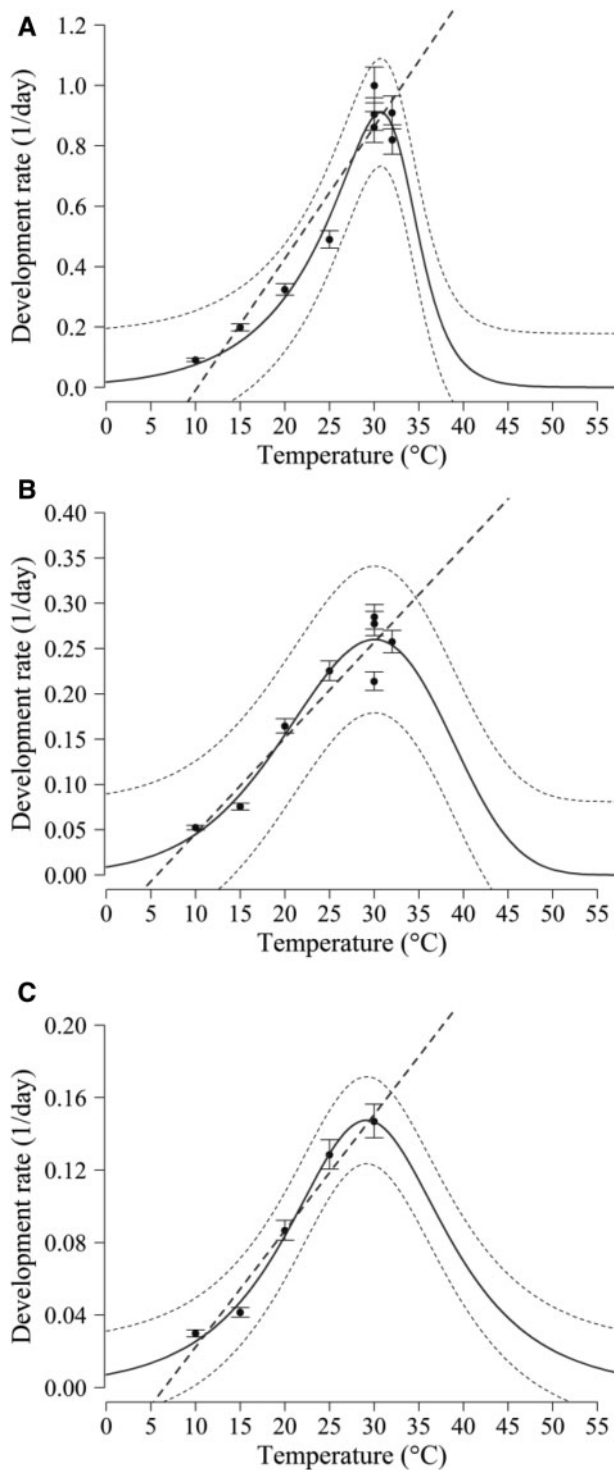 A
Development rate (1/day)
1.2
1.0
0.8
0.6
0.4
0.2
0.0
0 5 10 15 20 25 30 35 40 45 50 55
Temperature (°C)
B
Development rate (1/day)
0.40
0.35
0.30
0.25
0.20
0.15
0.10
0.05
0.00
0 5 10 15 20 25 30 35 40 45 50 55
Temperature (°C)
C
Development rate (1/day)
0.20
0.16
0.12
0.08
0.04
0.00
0 5 10 15 20 25 30 35 40 45 50 55
Temperature (°C)